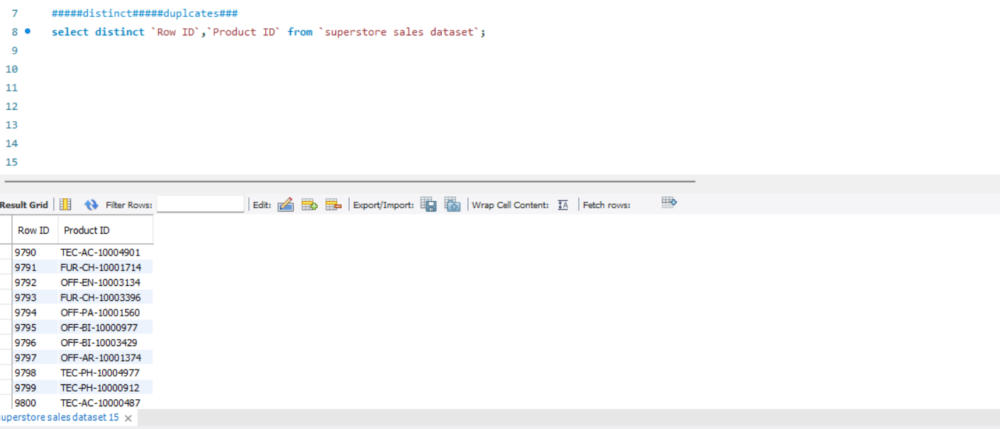 7 #####distinct#####duplcates###
8 select distinct `Row ID`,`Product ID` from `superstore sales dataset`;
9
10
11
12
13
14
15
Result Grid Filter Rows: Edit: Export/Import: Wrap Cell Content: IA Fetch rows:
Row ID Product ID
9790 TEC-AC-10004901
9791 FUR-CH-10001714
9792 OFF-EN-10003134
9793 FUR-CH-10003396
9794 OFF-PA-10001560
9795 OFF-BI-10000977
9796 OFF-BI-10003429
9797 OFF-AR-10001374
9798 TEC-PH-10004977
9799 TEC-PH-10000912
9800 TEC-AC-10000487
uperstore sales dataset 15